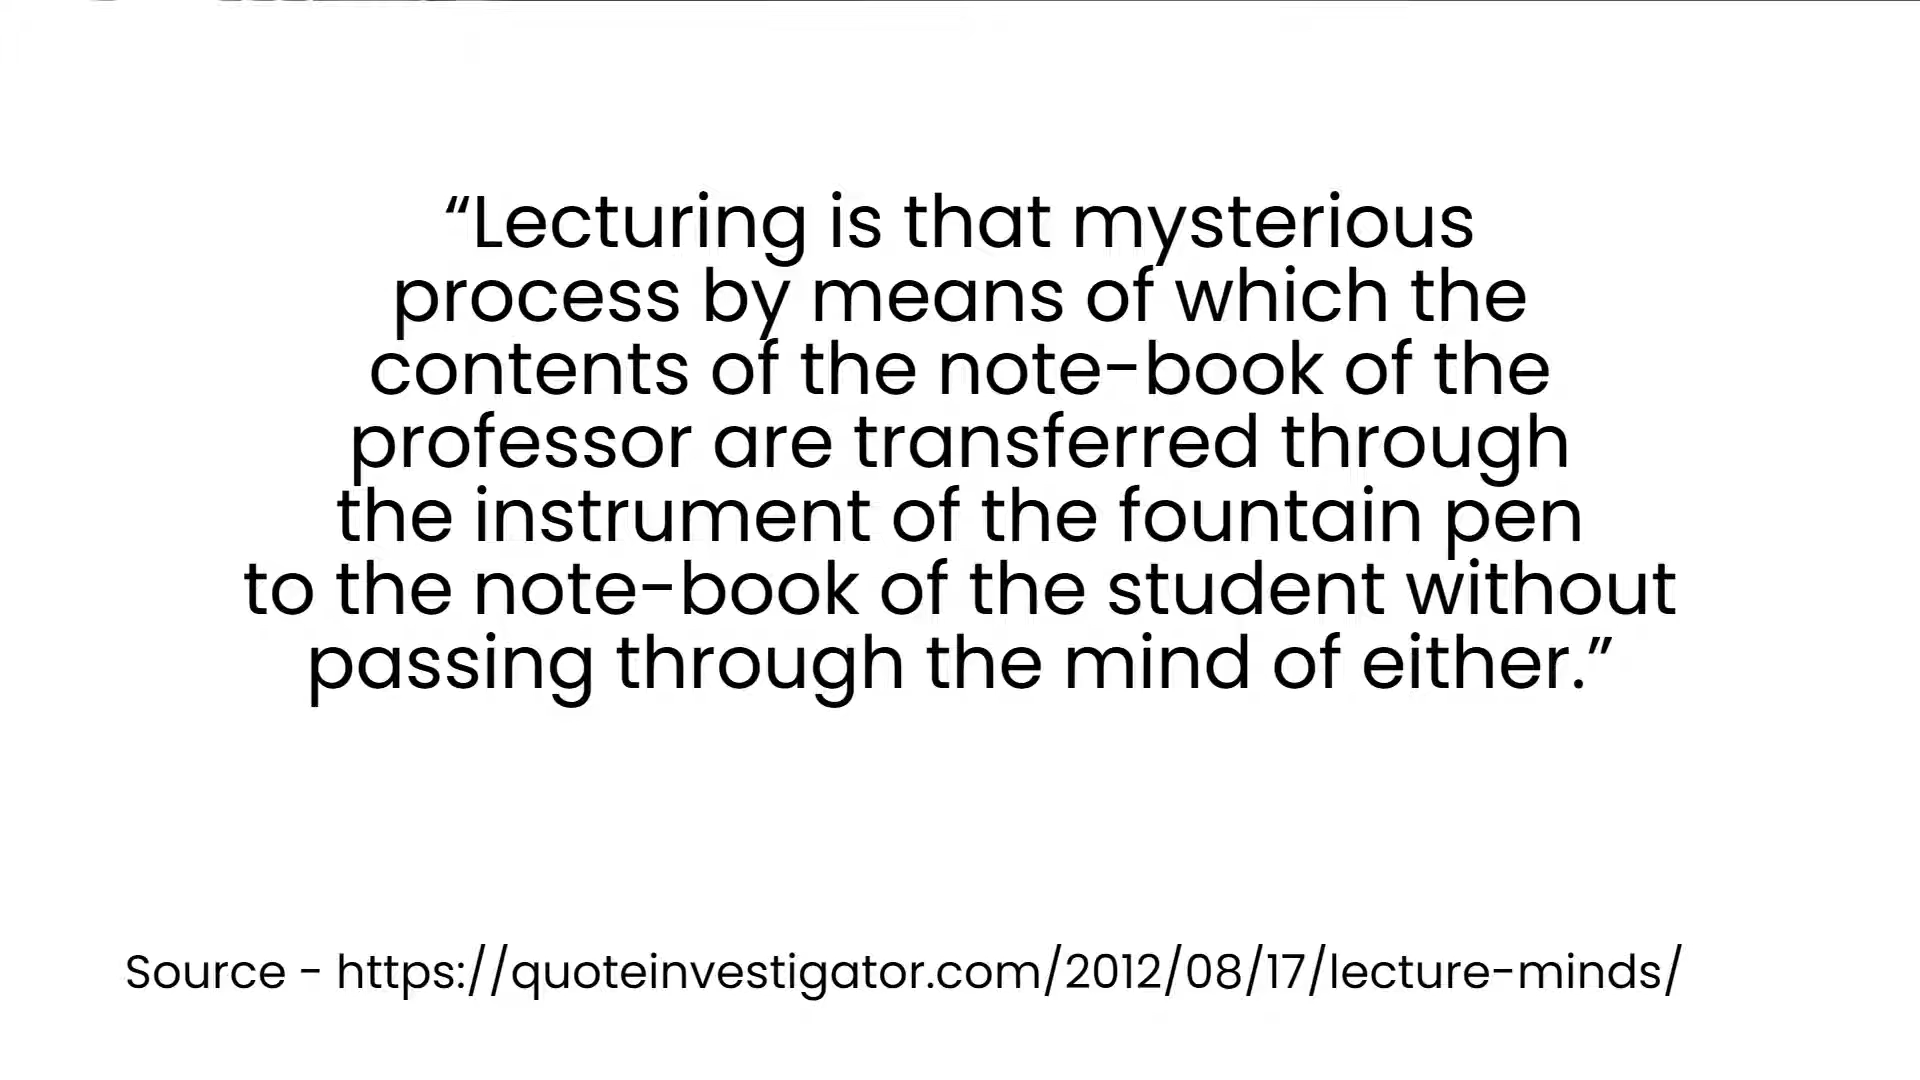 “Lecturing is that mysterious
process by means of which the
contents of the note-book of the
professor are transferred through
the instrument of the fountain pen
to the note-book of the student without
passing through the mind of either.”
Source - https://quoteinvestigator.com/2012/08/17/lecture-minds/